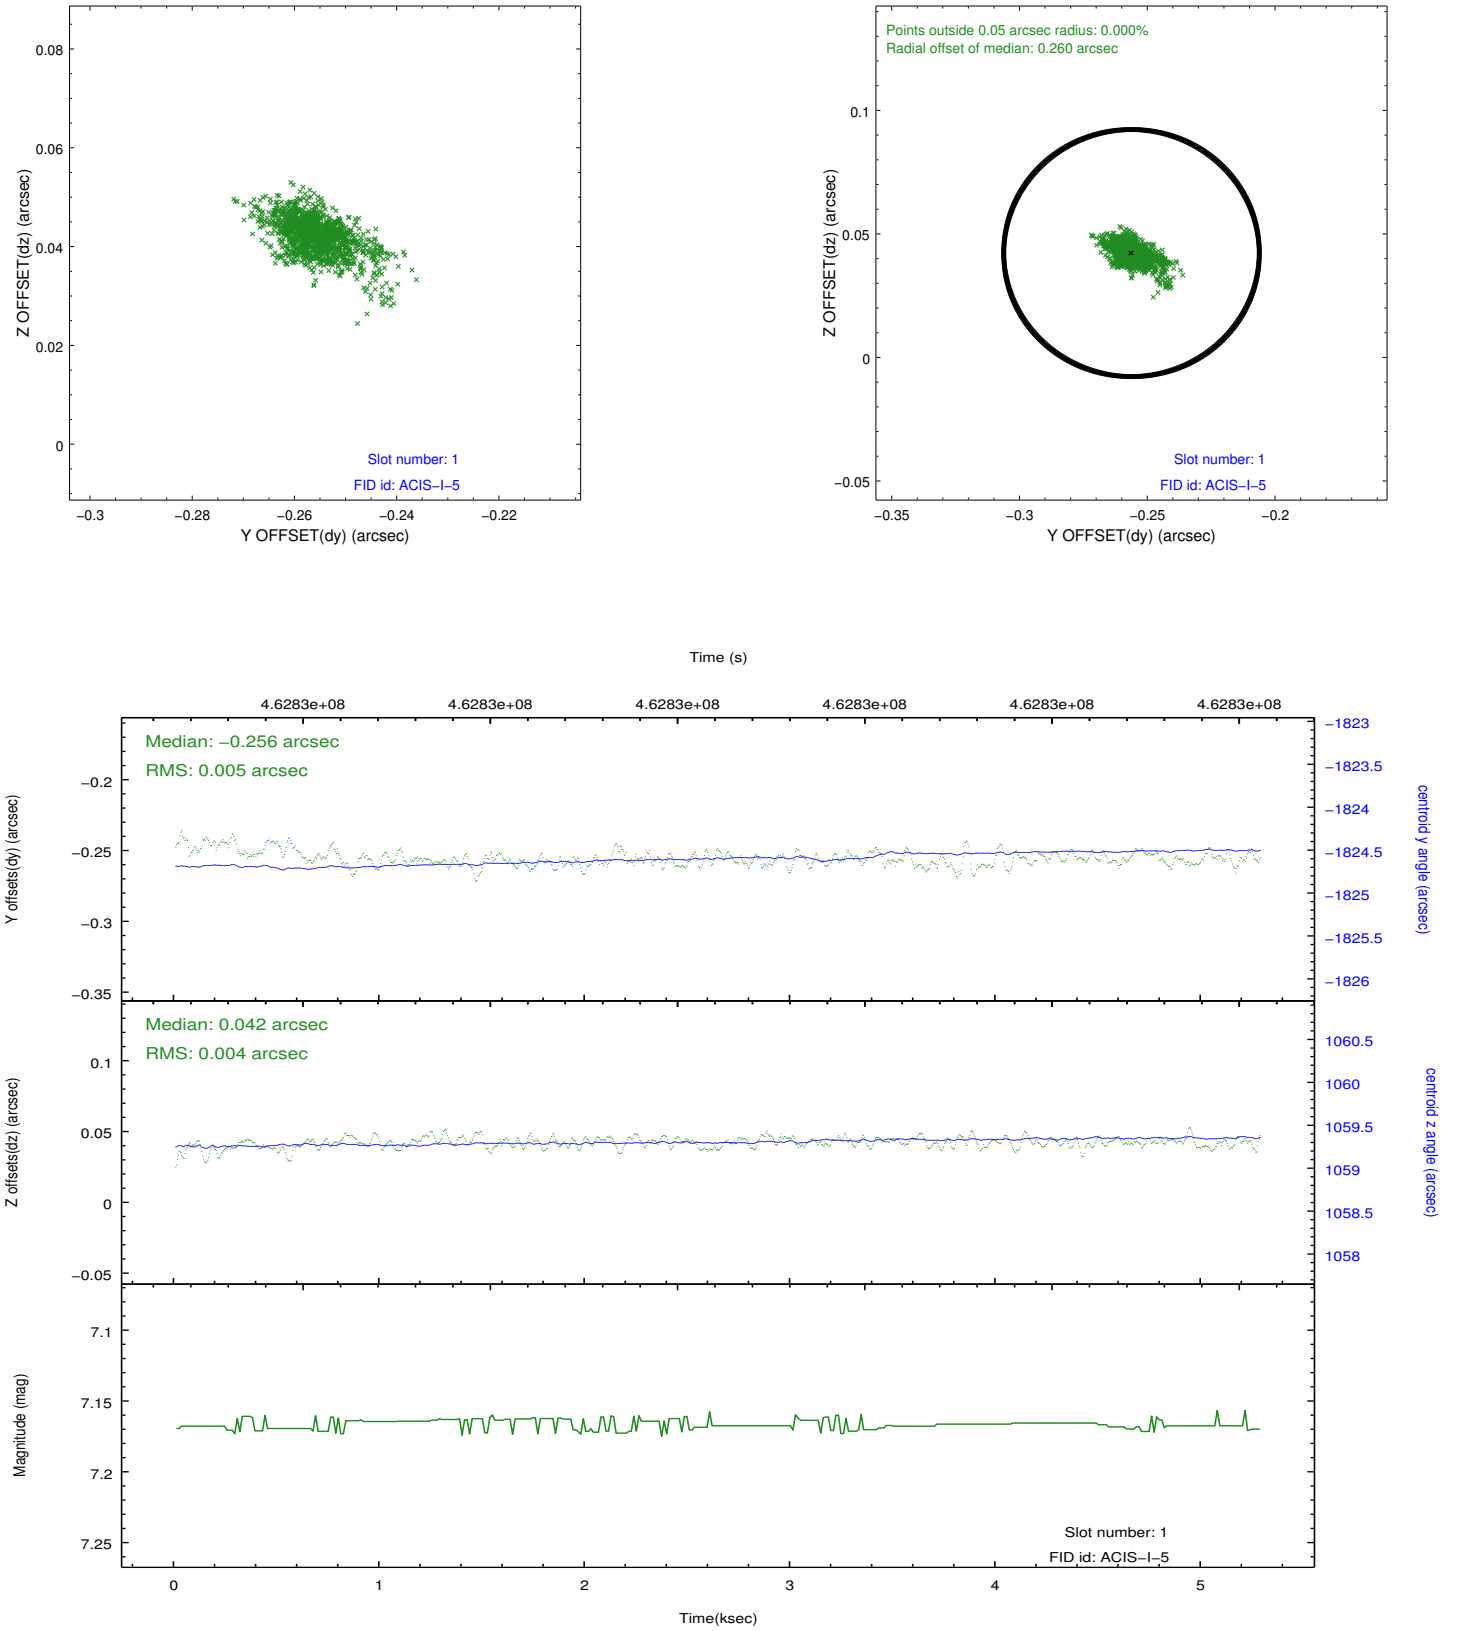 0.08
0.06
0.04
0.02
0
Z OFFSET(dz) (arcsec)
Slot number: 1
FID id: ACIS−I−5
−0.3 −0.28 −0.26 −0.24 −0.22
Y OFFSET(dy) (arcsec)
Points outside 0.05 arcsec radius: 0.000%
Radial offset of median: 0.260 arcsec
0.1
0.05
0
−0.05
Z OFFSET(dz) (arcsec)
Slot number: 1
FID id: ACIS−I−5
−0.35 −0.3 −0.25 −0.2
Y OFFSET(dy) (arcsec)
Time (s)
4.6283e+08 4.6283e+08 4.6283e+08 4.6283e+08 4.6283e+08 4.6283e+08
Median: −0.256 arcsec
RMS: 0.005 arcsec
−0.2
−0.25
−0.3
−0.35
Y offsets(dy) (arcsec)
−1823
−1823.5
−1824
−1824.5
−1825
−1825.5
−1826
centroid y angle (arcsec)
Median: 0.042 arcsec
RMS: 0.004 arcsec
0.1
0.05
0
−0.05
Z offsets(dz) (arcsec)
1060.5
1060
1059.5
1059
1058.5
1058
centroid z angle (arcsec)
7.1
7.15
7.2
7.25
Magnitude (mag)
Slot number: 1
FID id: ACIS−I−5
0 1 2 3 4 5
Time(ksec)